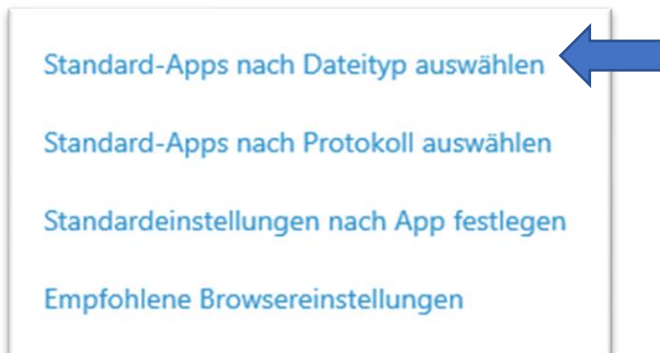 Standard-Apps nach Dateityp auswählen
Standard-Apps nach Protokoll auswählen
Standardeinstellungen nach App festlegen
Empfohlene Browsereinstellungen